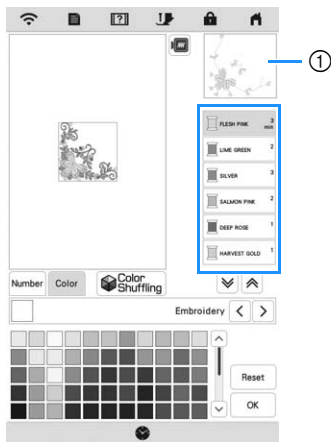 ①
FLESH PINK 3 min
LIME GREEN 2
SILVER 3
SALMON PINK 2
DEEP ROSE 1
HARVEST GOLD 1
Number Color Color Shuffling
Embroidery
Reset
OK